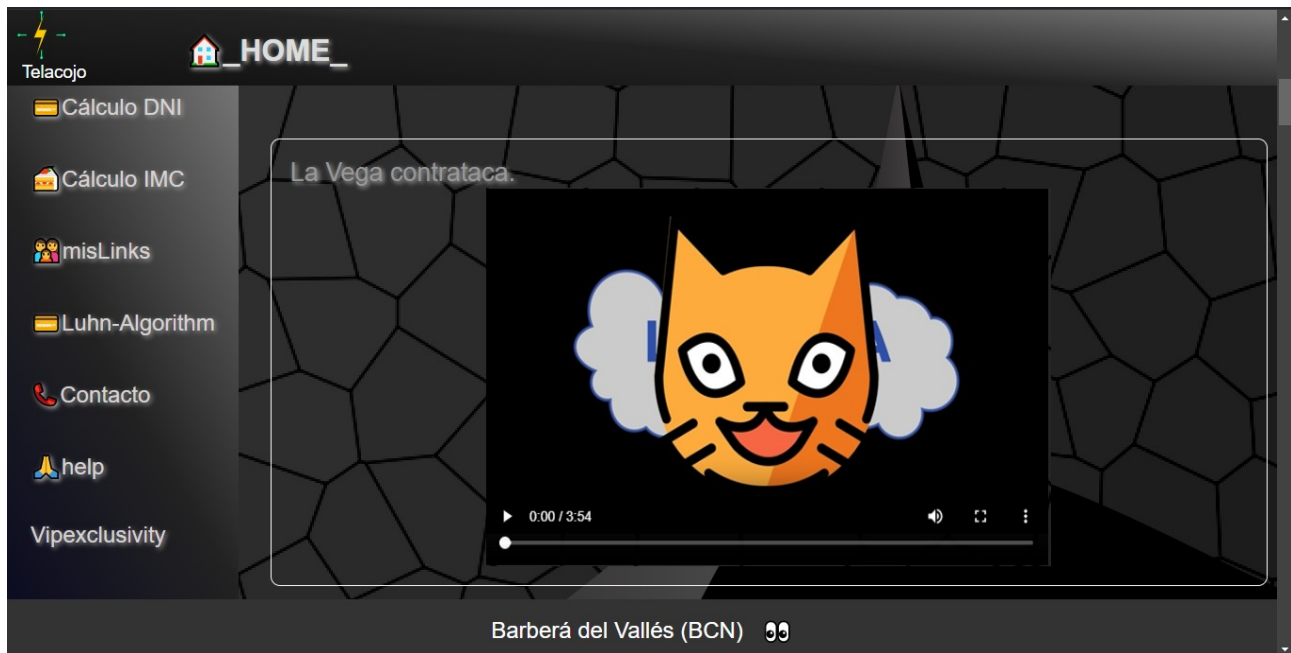 Telacojo
🏠_HOME_
💳Cálculo DNI
🍰Cálculo IMC
👨‍👩‍👧misLinks
💳Luhn-Algorithm
📞Contacto
🙏help
Vipexclusivity
La Vega contrataca.
0:00 / 3:54
Barberá del Vallés (BCN) 👀